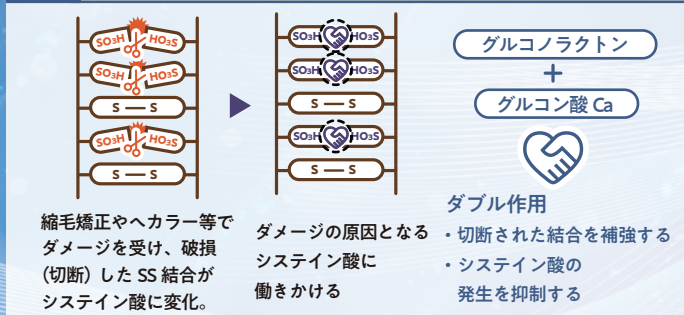 SO₃H HO₃S
SO₃H HO₃S
S — S
SO₃H HO₃S
S — S
縮毛矯正やヘカラー等で
ダメージを受け、破損
(切断) した SS 結合が
システイン酸に変化。
SO₃H HO₃S
SO₃H HO₃S
S — S
SO₃H HO₃S
S — S
ダメージの原因となる
システイン酸に
働きかける
グルコノラクトン
+
グルコン酸 Ca
ダブル作用
・切断された結合を補強する
・システイン酸の
発生を抑制する